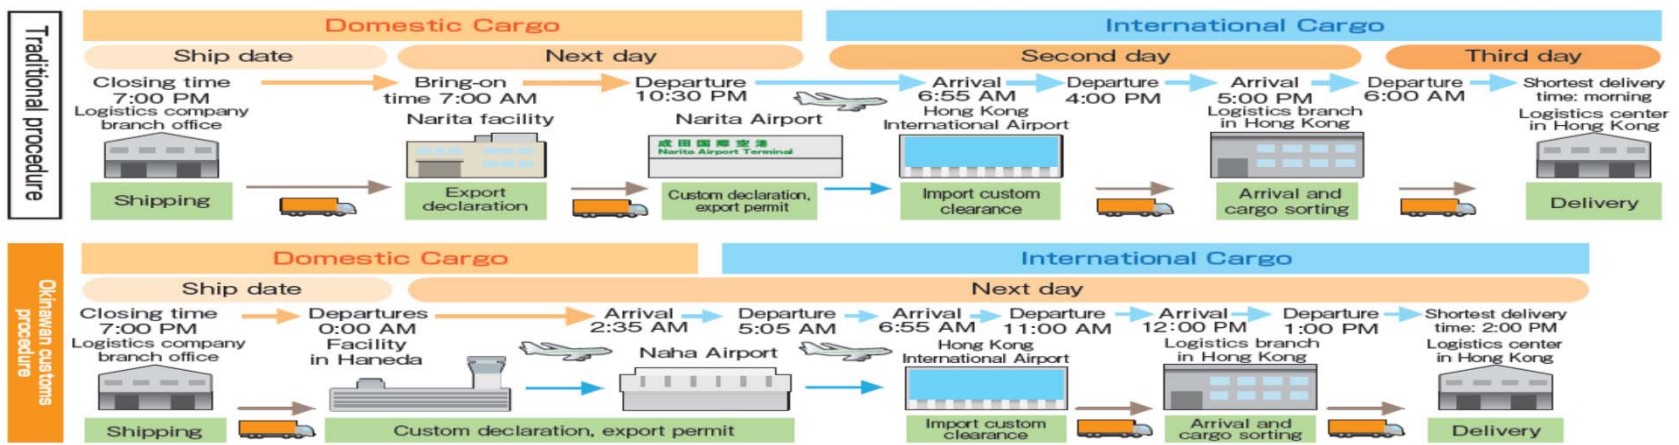 Traditional procedure
Domestic Cargo
International Cargo
Ship date
Next day
Second day
Third day
Closing time
7:00 PM
Logistics company
branch office
Shipping
Bring-on
time 7:00 AM
Narita facility
Export
declaration
Departure
10:30 PM
Narita Airport
成田国際空港
Narita Airport Terminal
Custom declaration,
export permit
Arrival
6:55 AM
Hong Kong
International Airport
Import custom
clearance
Departure
4:00 PM
Arrival
5:00 PM
Logistics branch
in Hong Kong
Arrival and
cargo sorting
Departure
6:00 AM
Shortest delivery
time: morning
Logistics center
in Hong Kong
Delivery
Okinawan customs
procedure
Domestic Cargo
International Cargo
Ship date
Next day
Closing time
7:00 PM
Logistics company
branch office
Shipping
Departures
0:00 AM
Facility
in Haneda
Arrival
2:35 AM
Naha Airport
Custom declaration, export permit
Departure
5:05 AM
Arrival
6:55 AM
Hong Kong
International Airport
Import custom
clearance
Departure
11:00 AM
Arrival
12:00 PM
Logistics branch
in Hong Kong
Arrival and
cargo sorting
Departure
1:00 PM
Shortest delivery
time: 2:00 PM
Logistics center
in Hong Kong
Delivery